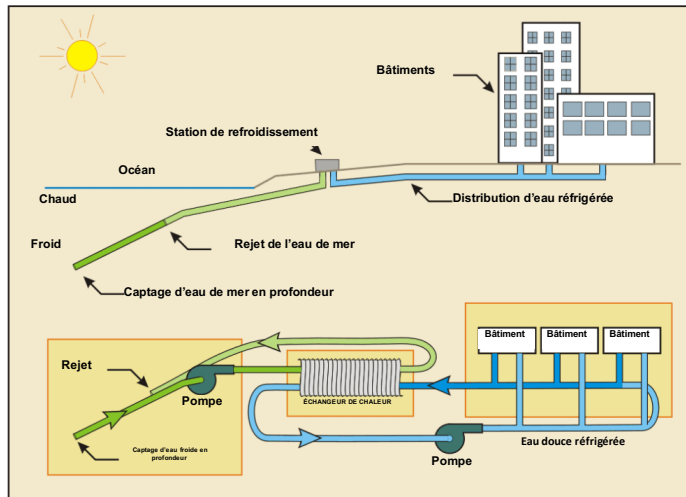 Bâtiments
Station de refroidissement
Océan
Chaud
Distribution d'eau réfrigérée
Froid
Rejet de l'eau de mer
Captage d'eau de mer en profondeur
Bâtiment
Bâtiment
Bâtiment
Rejet
Pompe
ÉCHANGEUR DE CHALEUR
Captage d'eau froide en
profondeur
Pompe
Eau douce réfrigérée